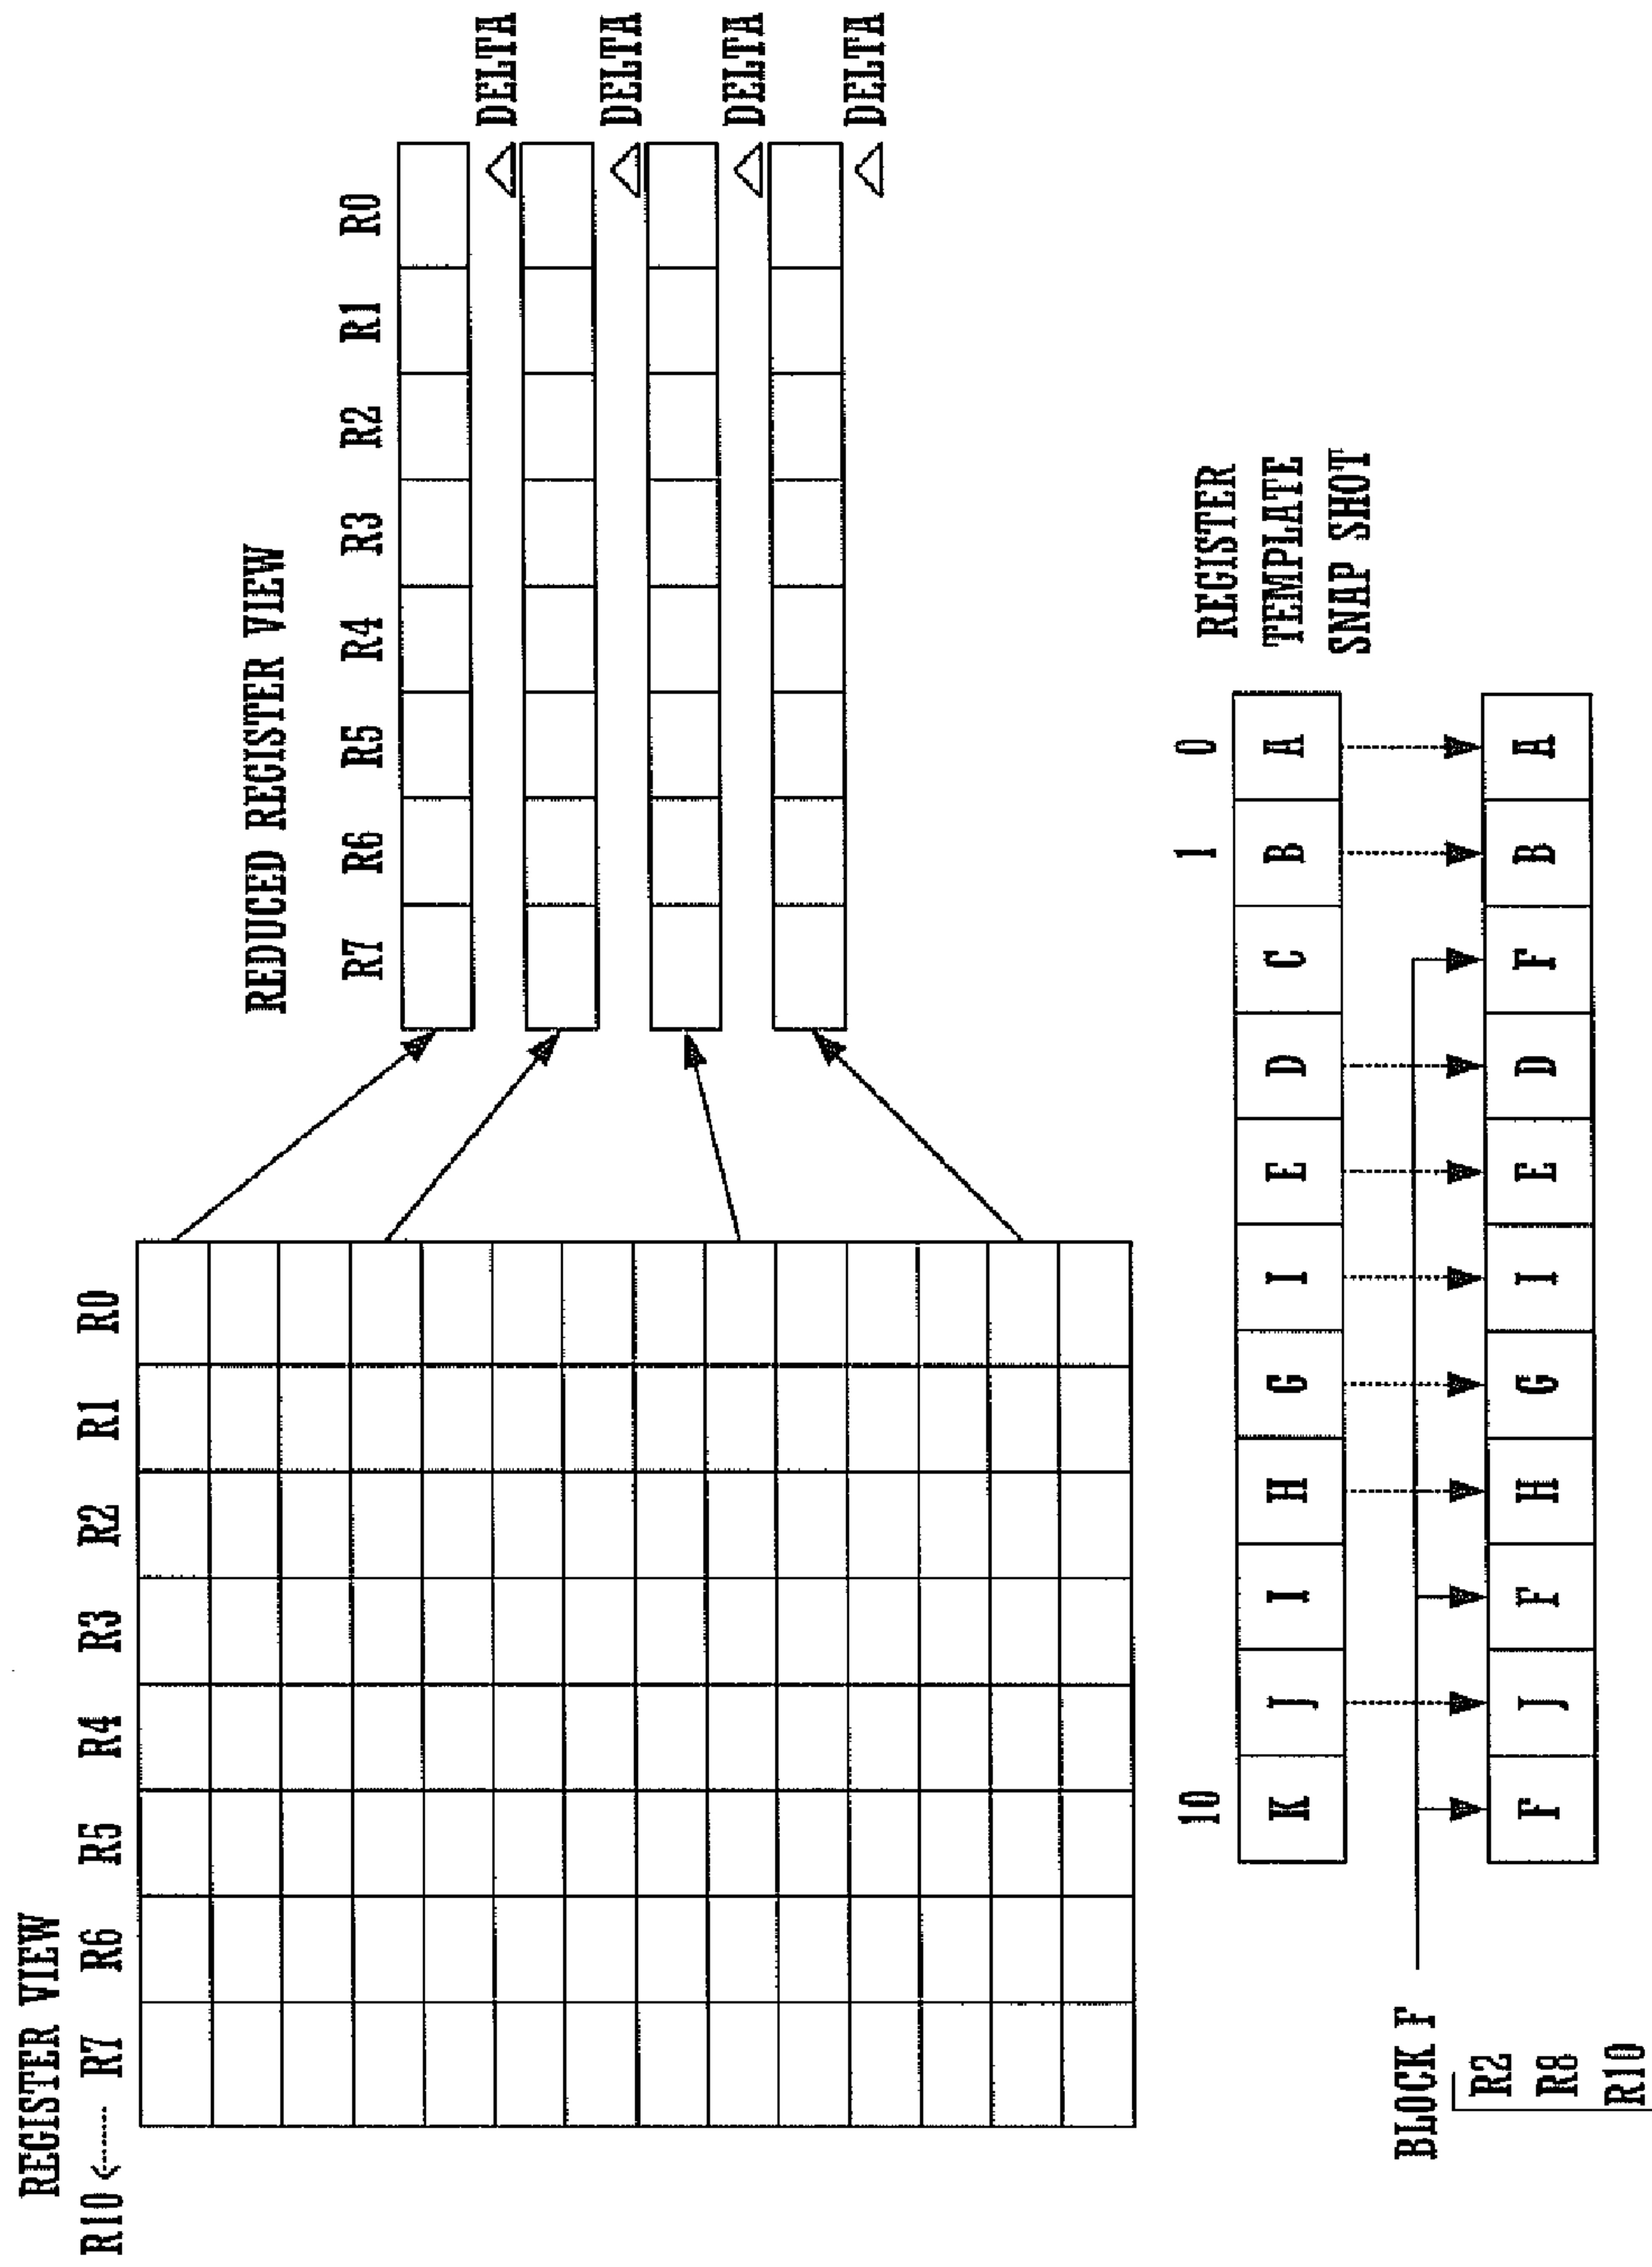 REGISTER VIEW
R10 <----- R7 R6 R5 R4 R3 R2 R1 R0
REDUCED REGISTER VIEW
R7 R6 R5 R4 R3 R2 R1 R0
DELTA
DELTA
DELTA
DELTA
10 1 0
K J I H G I E D C B A
REGISTER
TEMPLATE
SNAP SHOT
BLOCK F
F J F H G I E D F B A
R2
R8
R10